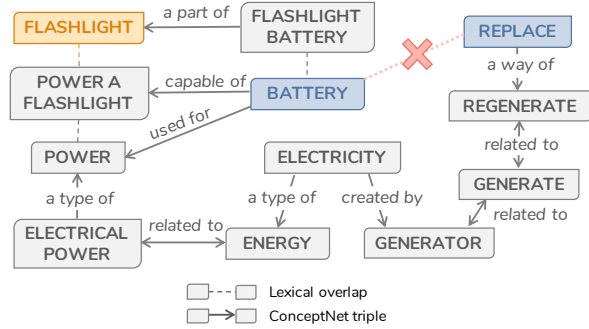 FLASHLIGHT
a part of
FLASHLIGHT
BATTERY
REPLACE
POWER A
FLASHLIGHT
capable of
BATTERY
a way of
REGENERATE
used for
POWER
ELECTRICITY
related to
GENERATE
a type of
a type of
created by
related to
ELECTRICAL
POWER
related to
ENERGY
GENERATOR
Lexical overlap
ConceptNet triple